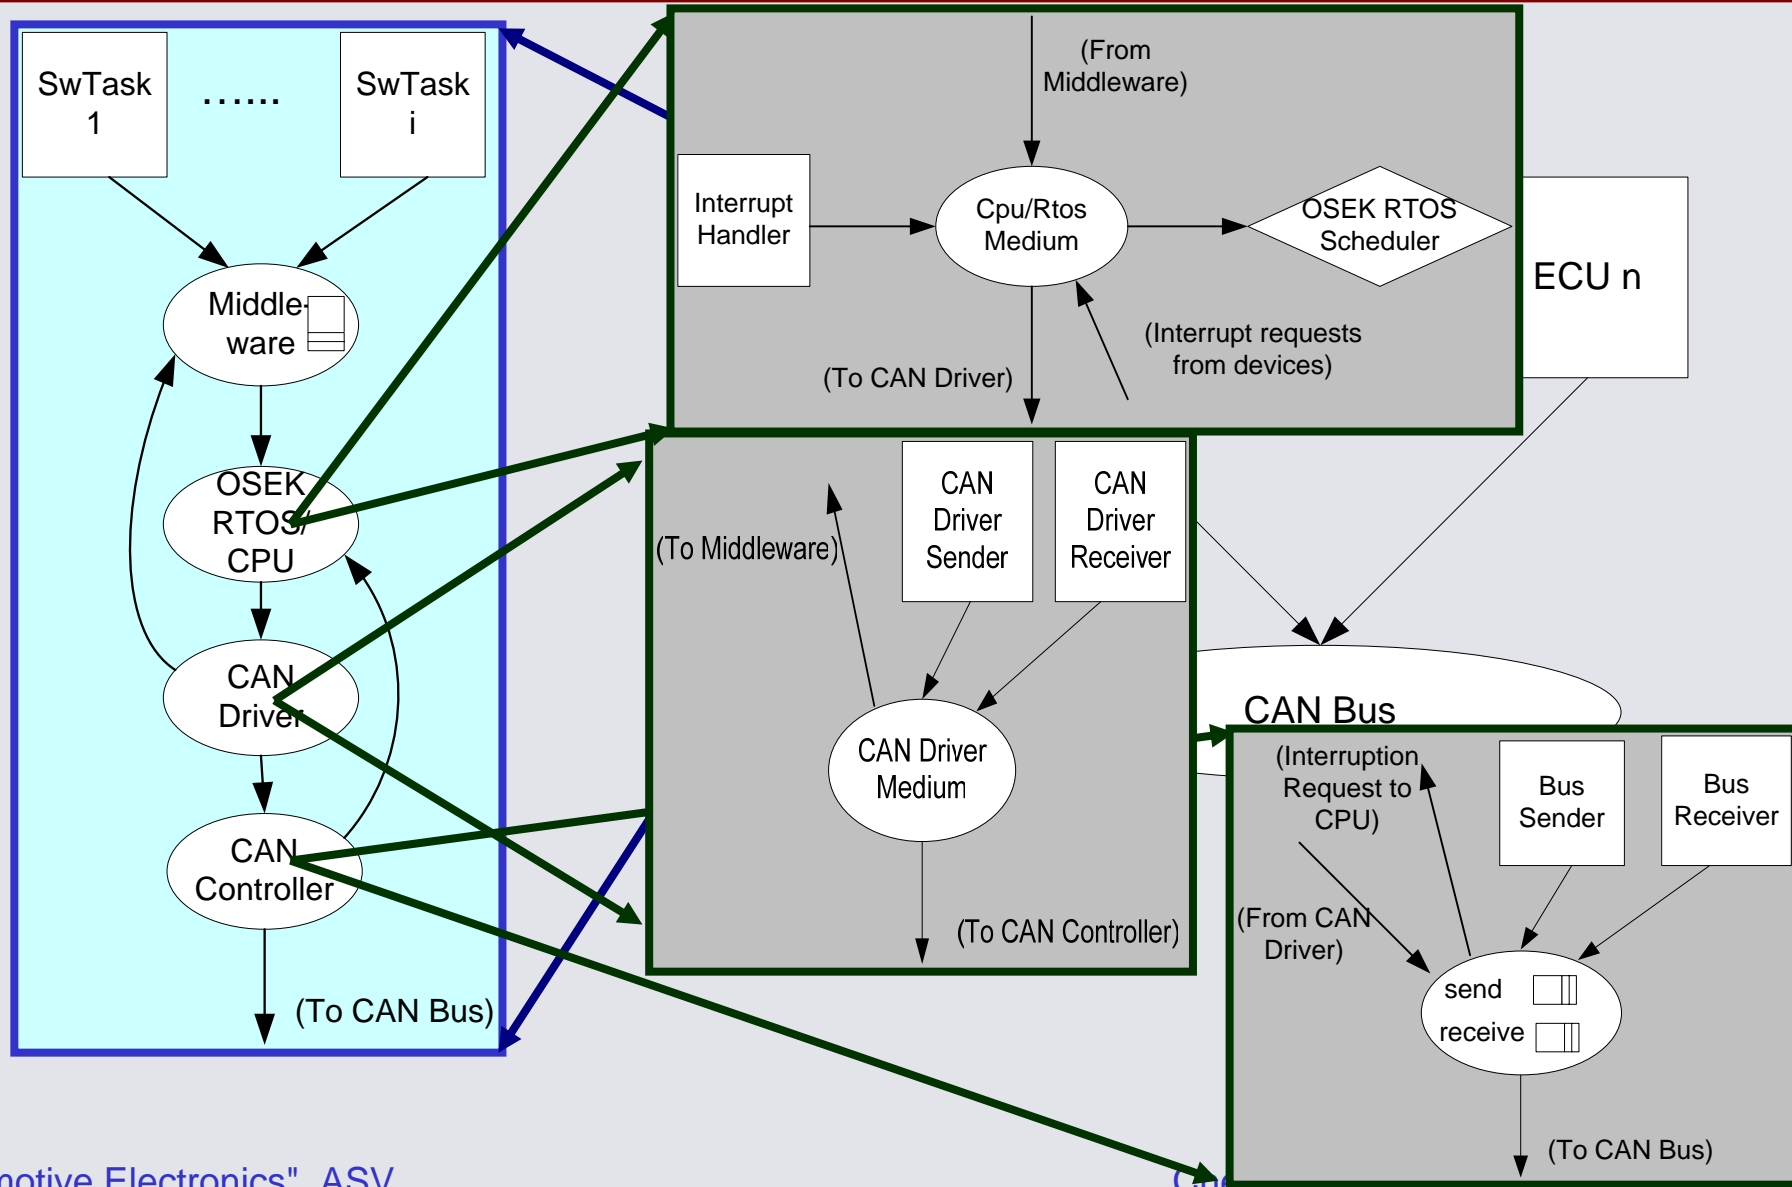 SwTask
1
…...
SwTask
i
Middle-
ware
OSEK
RTOS/
CPU
CAN
Driver
CAN
Controller
(To CAN Bus)
(From
Middleware)
Interrupt
Handler
Cpu/Rtos
Medium
OSEK RTOS
Scheduler
(Interrupt requests
from devices)
(To CAN Driver)
ECU n
CAN
Driver
Sender
CAN
Driver
Receiver
(To Middleware)
CAN Driver
Medium
(To CAN Controller)
CAN Bus
(Interruption
Request to
CPU)
Bus
Sender
Bus
Receiver
(From CAN
Driver)
send
receive
(To CAN Bus)
motive Electronics", ASV